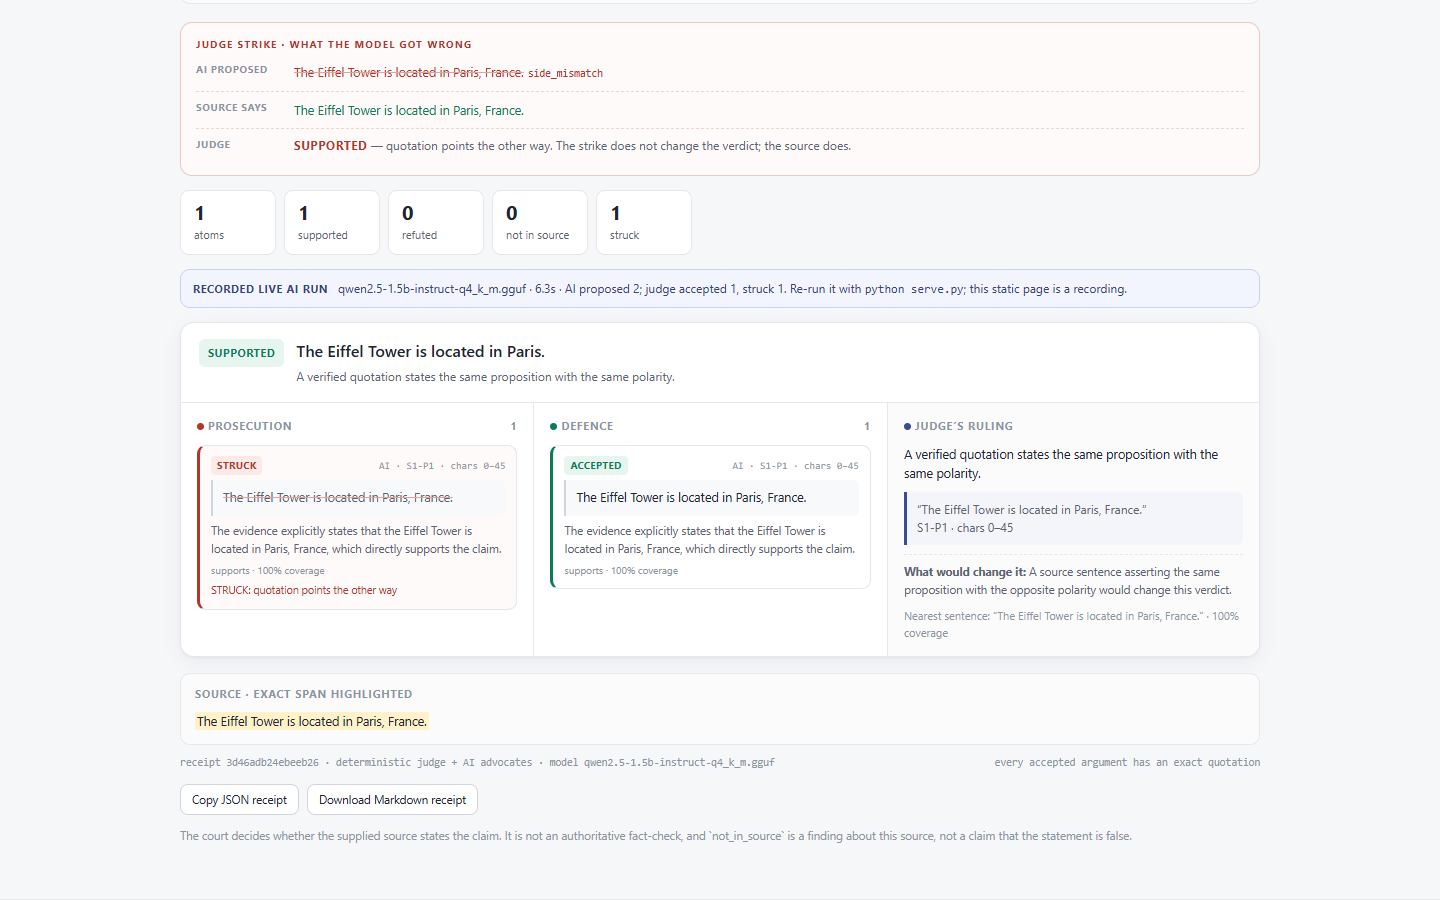 JUDGE STRIKE · WHAT THE MODEL GOT WRONG
AI PROPOSED The Eiffel Tower is located in Paris, France. side_mismatch
SOURCE SAYS The Eiffel Tower is located in Paris, France.
JUDGE SUPPORTED — quotation points the other way. The strike does not change the verdict; the source does.
1
atoms
1
supported
0
refuted
0
not in source
1
struck
RECORDED LIVE AI RUN qwen2.5-1.5b-instruct-q4_k_m.gguf · 6.3s · AI proposed 2; judge accepted 1, struck 1. Re-run it with python serve.py; this static page is a recording.
SUPPORTED The Eiffel Tower is located in Paris.
A verified quotation states the same proposition with the same polarity.
PROSECUTION 1
STRUCK AI · S1-P1 · chars 0–45
The Eiffel Tower is located in Paris, France.
The evidence explicitly states that the Eiffel Tower is
located in Paris, France, which directly supports the claim.
supports · 100% coverage
STRUCK: quotation points the other way
DEFENCE 1
ACCEPTED AI · S1-P1 · chars 0–45
The Eiffel Tower is located in Paris, France.
The evidence explicitly states that the Eiffel Tower is
located in Paris, France, which directly supports the claim.
supports · 100% coverage
JUDGE'S RULING
A verified quotation states the same proposition with the
same polarity.
“The Eiffel Tower is located in Paris, France.”
S1-P1 · chars 0–45
What would change it: A source sentence asserting the same
proposition with the opposite polarity would change this verdict.
Nearest sentence: “The Eiffel Tower is located in Paris, France.” · 100%
coverage
SOURCE · EXACT SPAN HIGHLIGHTED
The Eiffel Tower is located in Paris, France.
receipt 3d46adb24ebeeb26 · deterministic judge + AI advocates · model qwen2.5-1.5b-instruct-q4_k_m.gguf every accepted argument has an exact quotation
Copy JSON receipt Download Markdown receipt
The court decides whether the supplied source states the claim. It is not an authoritative fact-check, and `not_in_source` is a finding about this source, not a claim that the statement is false.